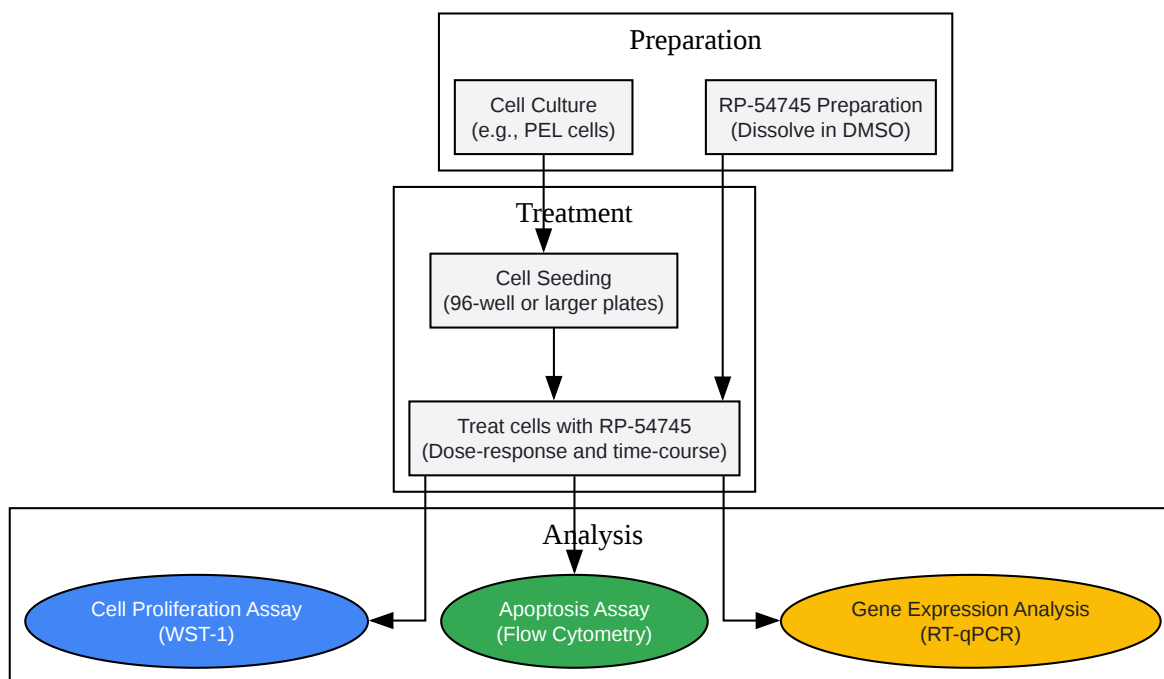 Preparation
Cell Culture
(e.g., PEL cells)
RP-54745 Preparation
(Dissolve in DMSO)
Treatment
Cell Seeding
(96-well or larger plates)
Treat cells with RP-54745
(Dose-response and time-course)
Analysis
Cell Proliferation Assay
(WST-1)
Apoptosis Assay
(Flow Cytometry)
Gene Expression Analysis
(RT-qPCR)